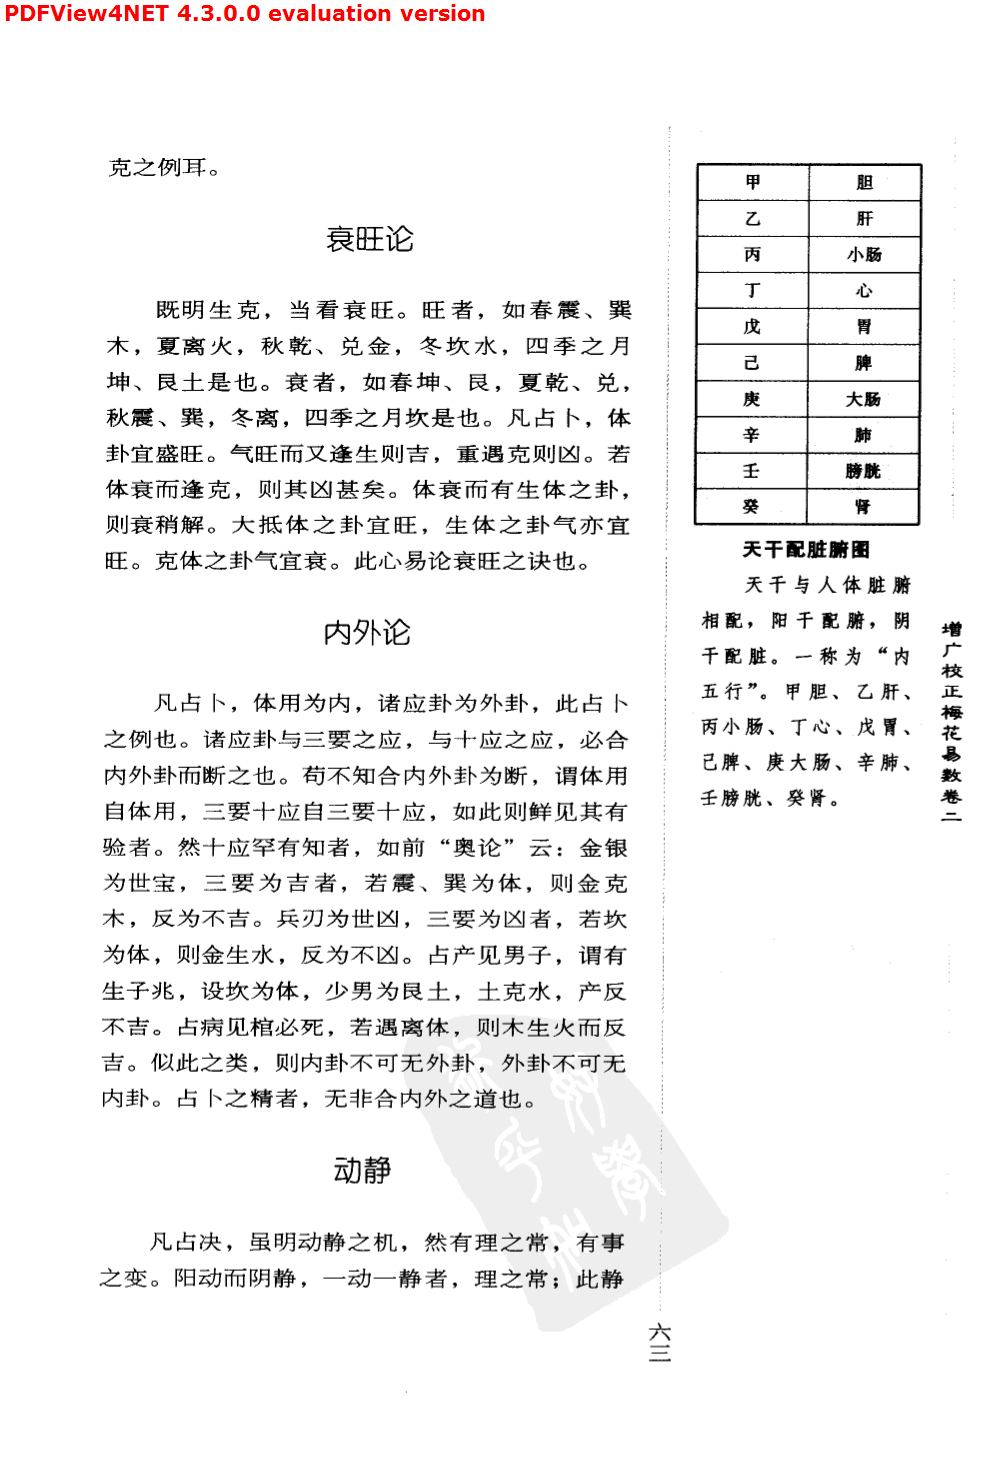 PDFView4NET 4.3.0.0 evaluation version
克之例耳。
衰旺论
既明生克，当看衰旺。旺者，如春震、巽
木，夏离火，秋乾、兑金，冬坎水，四季之月
坤、艮土是也。衰者，如春坤、艮，夏乾、兑，
秋震、巽，冬离，四季之月坎是也。凡占卜，体
卦宜盛旺。气旺而又逢生则吉，重遇克则凶。若
体衰而逢克，则其凶甚矣。体衰而有生体之卦，
则衰稍解。大抵体之卦宜旺，生体之卦气亦宜
旺。克体之卦气宜衰。此心易论衰旺之诀也。
内外论
凡占卜，体用为内，诸应卦为外卦，此占卜
之例也。诸应卦与三要之应，与十应之应，必合
内外卦而断之也。苟不知合内外卦为断，谓体用
自体用，三要十应自三要十应，如此则鲜见其有
验者。然十应罕有知者，如前“奥论”云：金银
为世宝，三要为吉者，若震、巽为体，则金克
木，反为不吉。兵刃为世凶，三要为凶者，若坎
为体，则金生水，反为不凶。占产见男子，谓有
生子兆，设坎为体，少男为艮土，土克水，产反
不吉。占病见棺必死，若遇离体，则木生火而反
吉。似此之类，则内卦不可无外卦，外卦不可无
内卦。占卜之精者，无非合内外之道也。
动静
凡占决，虽明动静之机，然有理之常，有事
之变。阳动而阴静，一动一静者，理之常；此静
六三
甲 胆
乙 肝
丙 小肠
丁 心
戊 胃
己 脾
庚 大肠
辛 肺
壬 膀胱
癸 肾
天干配脏腑图
天干与人体脏腑
相配，阳干配腑，阴
干配脏。一称为“内
五行”。甲胆、乙肝、
丙小肠、丁心、戊胃、
己脾、庚大肠、辛肺、
壬膀胱、癸肾。
增广校正梅花易数卷二